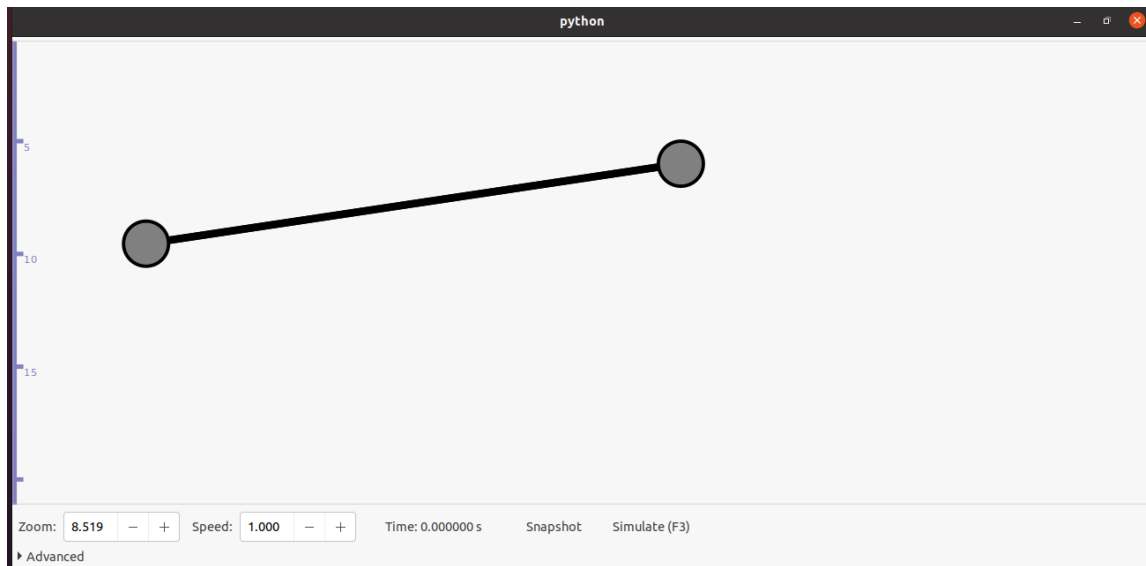 python
5
10
15
Zoom: 8.519 − + Speed: 1.000 − + Time: 0.000000 s Snapshot Simulate (F3)
Advanced